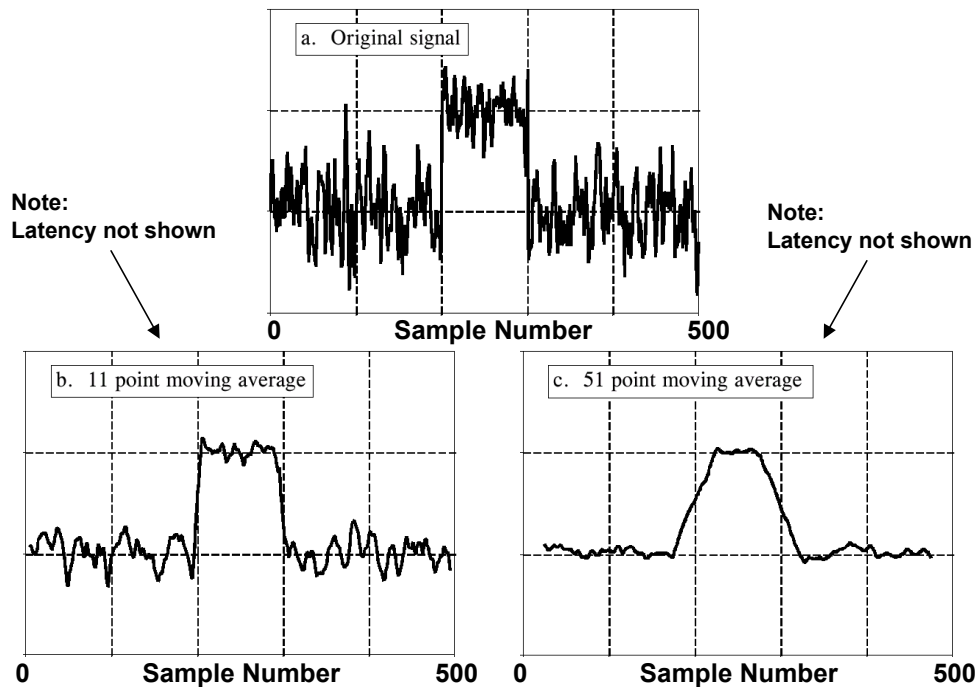 a. Original signal
Note:
Latency not shown
Note:
Latency not shown
0 Sample Number 500
b. 11 point moving average
c. 51 point moving average
0 Sample Number 500
0 Sample Number 500